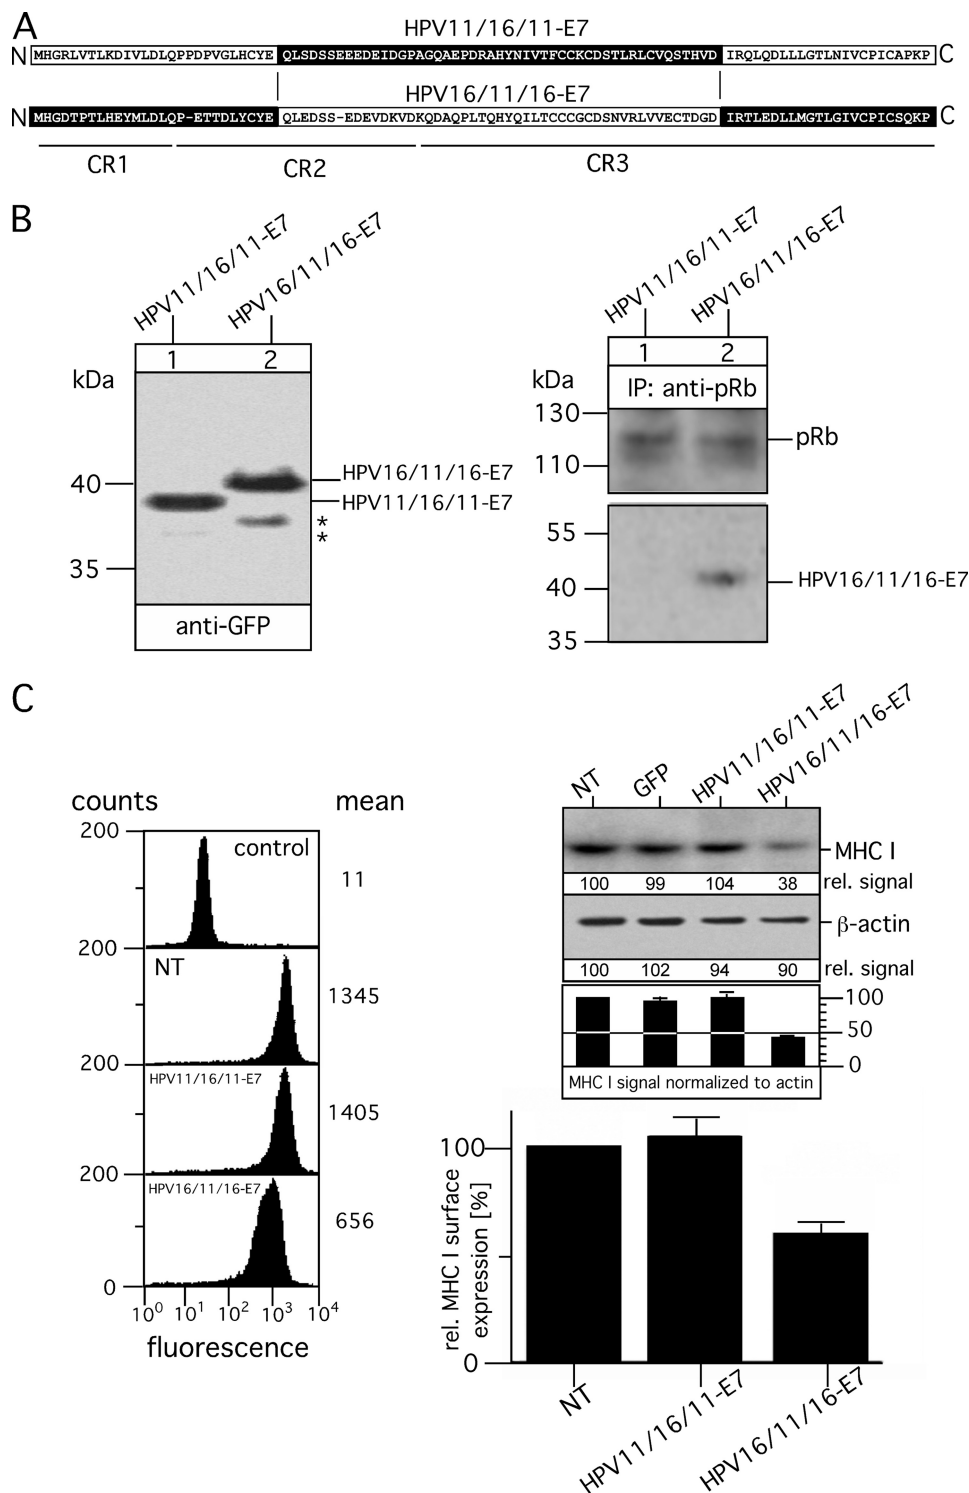 A
HPV11/16/11-E7
N MHGRLVTLKDIVLDLQPPDPVGLHCYE QLSDSSEEEDEIDGPAGQAEPDRAHYNIVTFCCKCDSTLRLCVQSTHVD IRQLQDLLLGTLNIVCPICAPKP C
HPV16/11/16-E7
N MHGDTPTLHEYMLDLQP-ETTDLYCYE QLEDSS-EDEVDKVDKQDAQPLTQHYQILTCCCGCDSNVRLVVECTDGD IRTLEDLLMGTLGIVCPICSQKP C
CR1 CR2 CR3
B
HPV11/16/11-E7 HPV16/11/16-E7
1 2
kDa
40
35
HPV16/11/16-E7
HPV11/16/11-E7
*
*
anti-GFP
HPV11/16/11-E7 HPV16/11/16-E7
1 2
kDa
IP: anti-pRb
130
110
pRb
55
40
35
HPV16/11/16-E7
C
counts mean
200 control 11
200 NT 1345
200 HPV11/16/11-E7 1405
200 HPV16/11/16-E7 656
0
10⁰ 10¹ 10² 10³ 10⁴
fluorescence
NT GFP HPV11/16/11-E7 HPV16/11/16-E7
MHC I
100 99 104 38 rel. signal
β-actin
100 102 94 90 rel. signal
100
50
0
MHC I signal normalized to actin
rel. MHC I surface
expression [%]
100
0
NT HPV11/16/11-E7 HPV16/11/16-E7